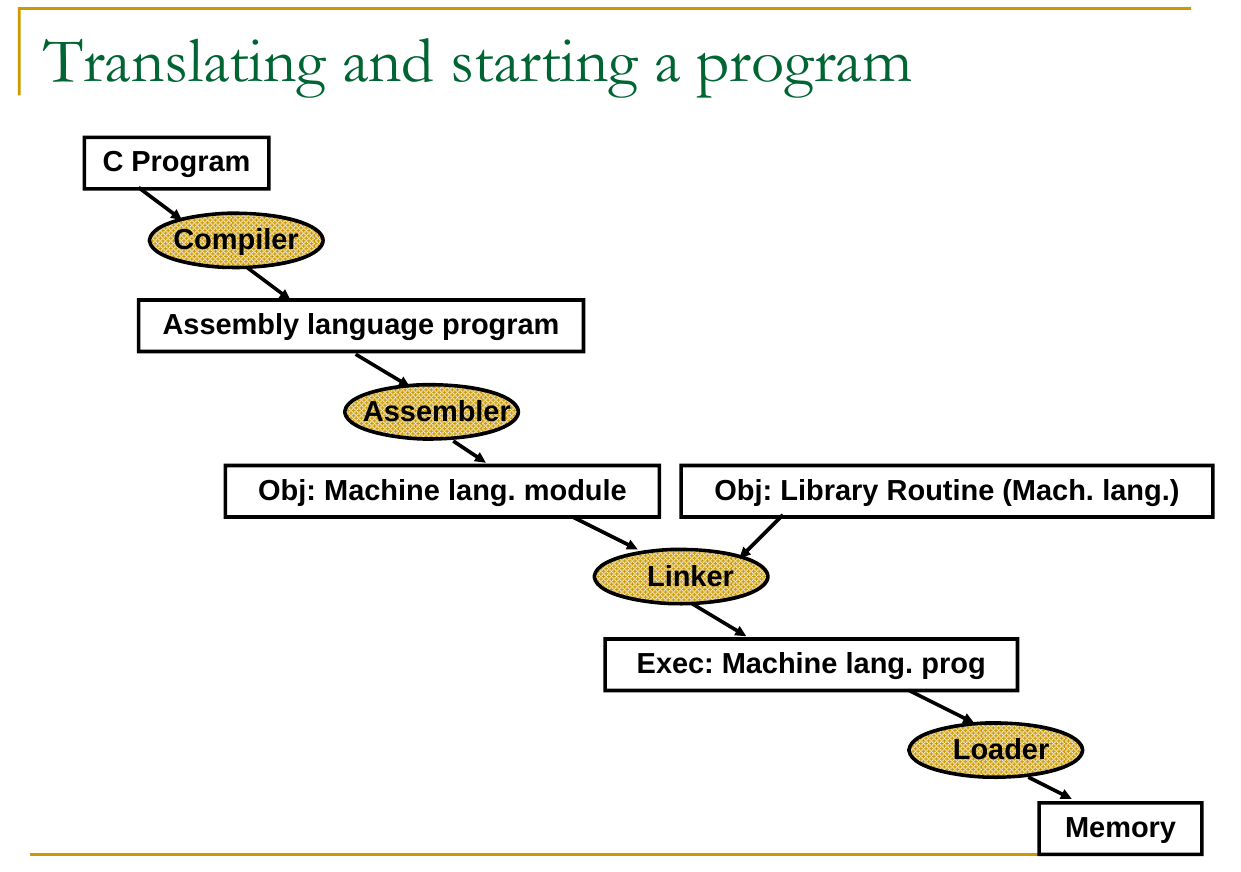 Translating and starting a program
C Program
Compiler
Assembly language program
Assembler
Obj: Machine lang. module
Obj: Library Routine (Mach. lang.)
Linker
Exec: Machine lang. prog
Loader
Memory